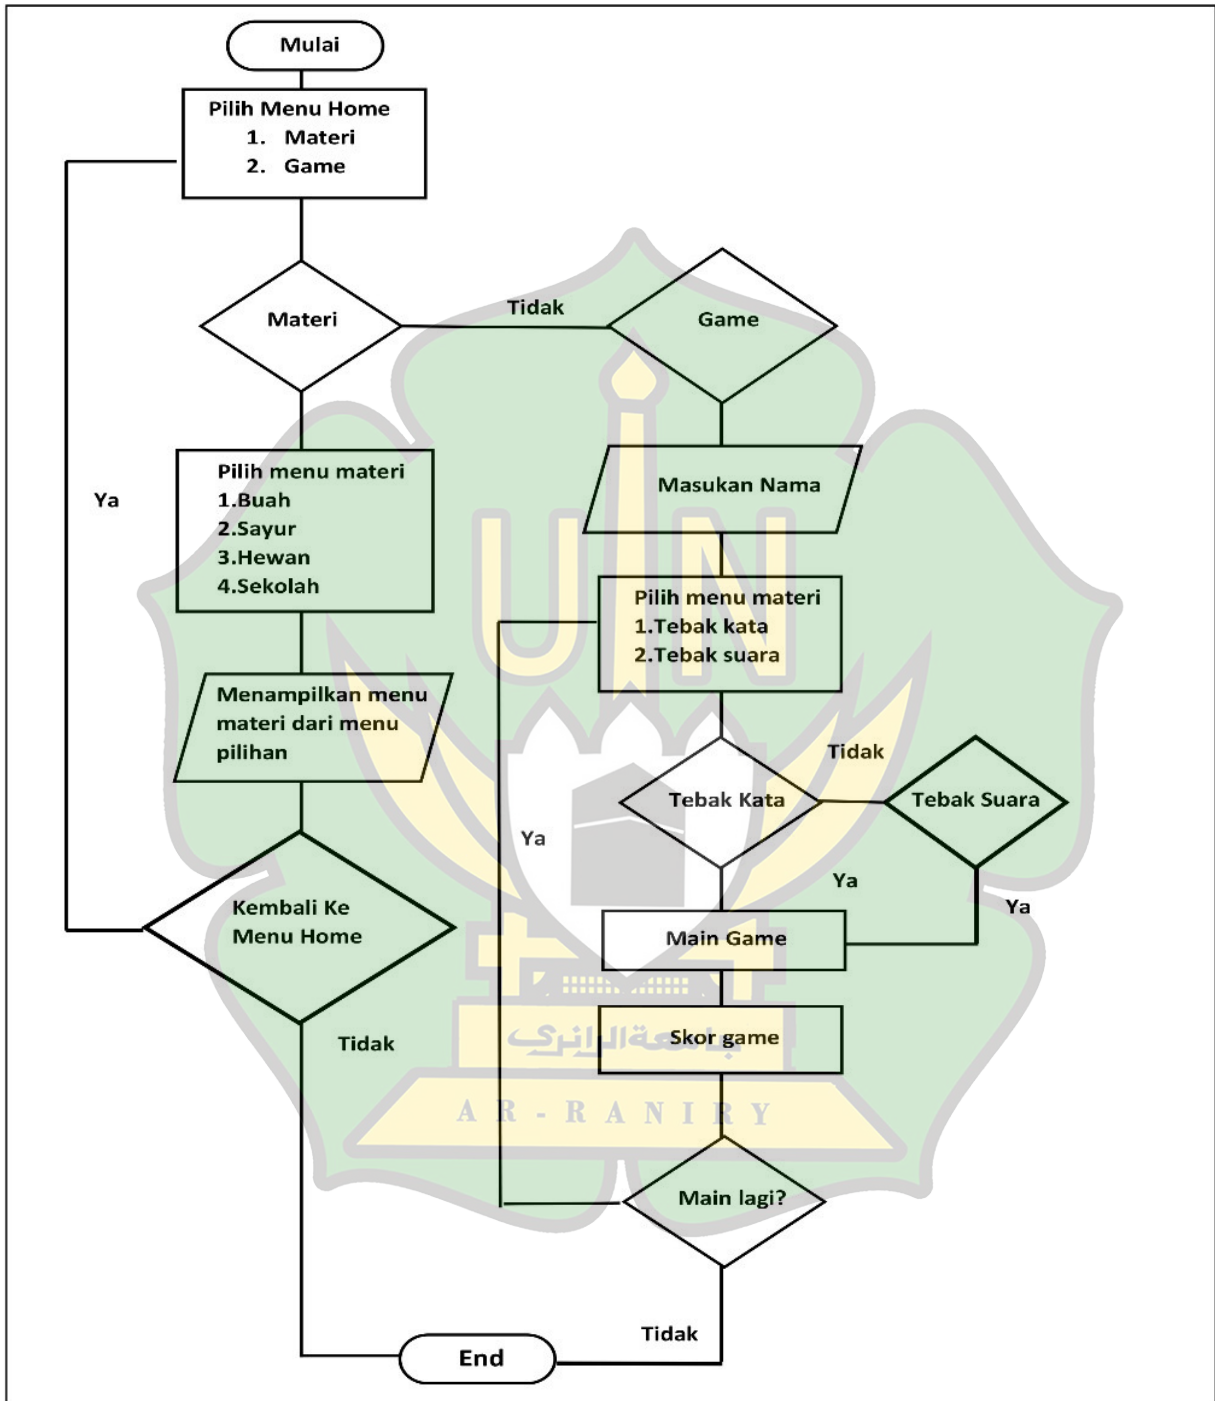 Mulai
Pilih Menu Home
1. Materi
2. Game
Materi
Tidak
Game
Ya
Pilih menu materi
1.Buah
2.Sayur
3.Hewan
4.Sekolah
Masukan Nama
UIN
Pilih menu materi
1.Tebak kata
2.Tebak suara
Menampilkan menu
materi dari menu
pilihan
Tidak
Tebak Kata
Tebak Suara
Ya
Ya
Ya
Kembali Ke
Menu Home
Main Game
Tidak
Skor game
جامعة الرانري
AR-RANIRY
Main lagi?
Tidak
End